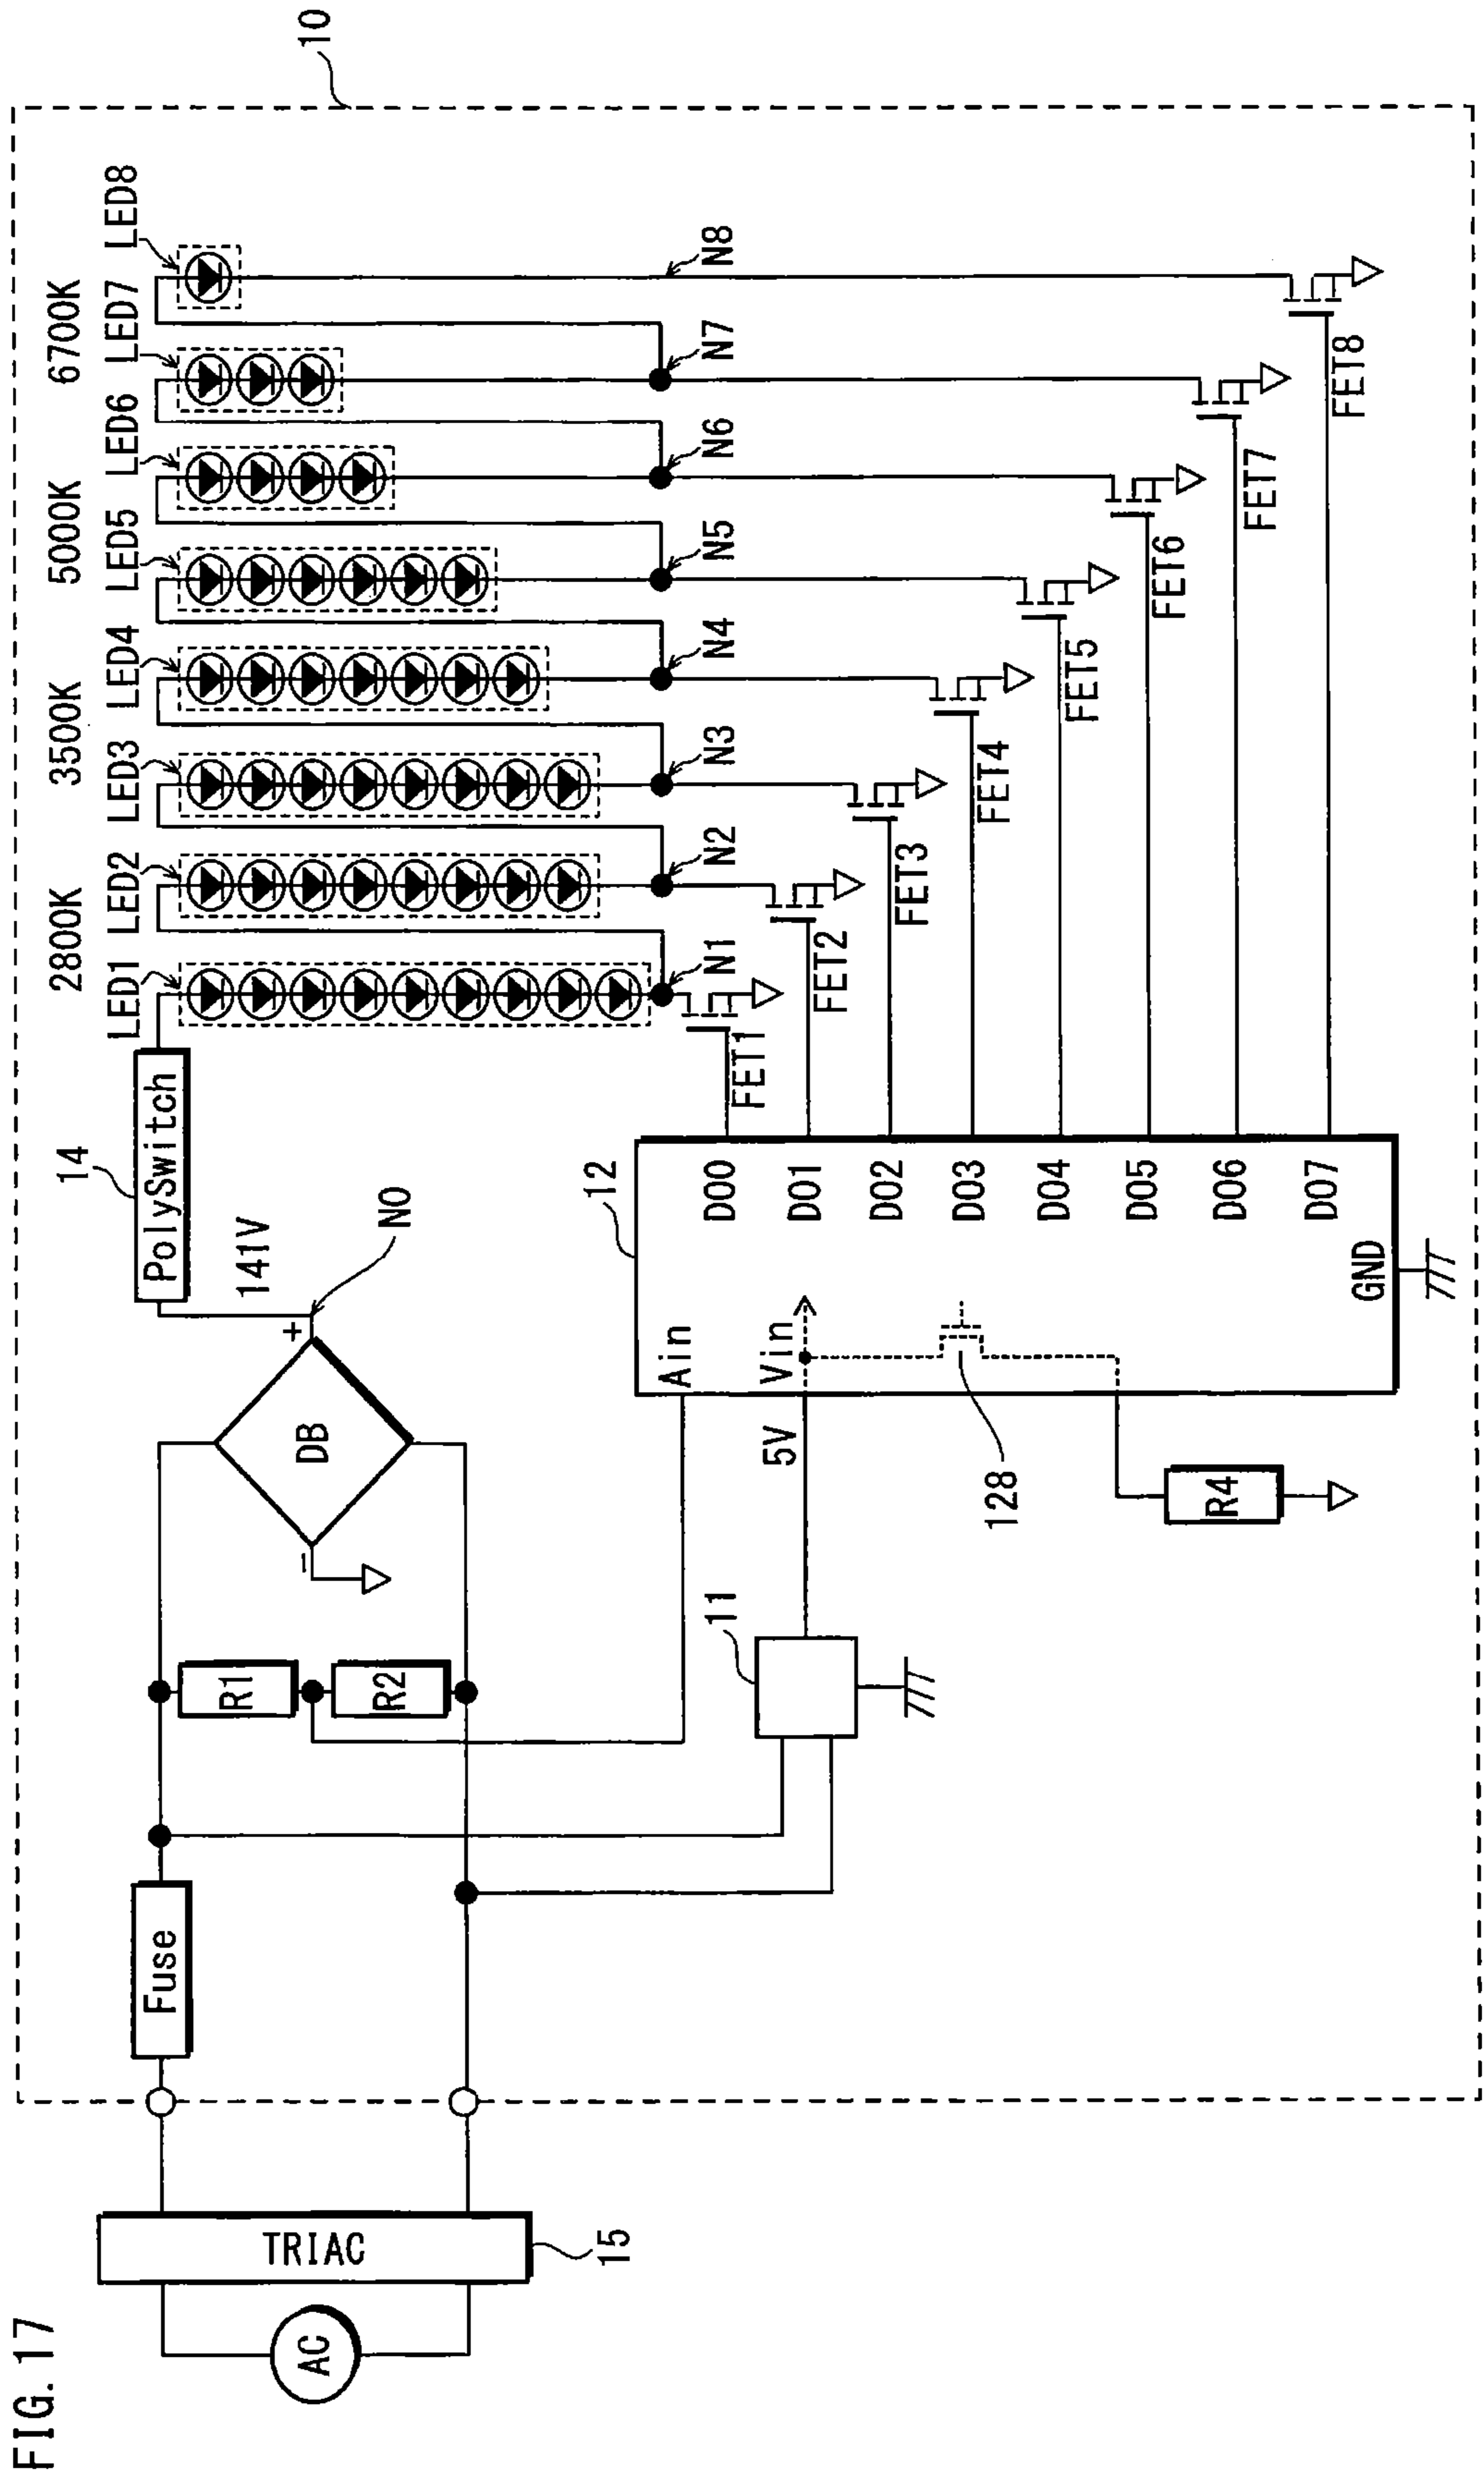 FIG. 17
AC
TRIAC
15
10
Fuse
R1
R2
DB
+
-
N0
141V
14
PolySwitch
2800K
3500K
5000K
6700K
LED1
LED2
LED3
LED4
LED5
LED6
LED7
LED8
N1
N2
N3
N4
N5
N6
N7
N8
FET1
FET2
FET3
FET4
FET5
FET6
FET7
FET8
11
5V
12
Ain
Vin
128
R4
DO0
DO1
DO2
DO3
DO4
DO5
DO6
DO7
GND